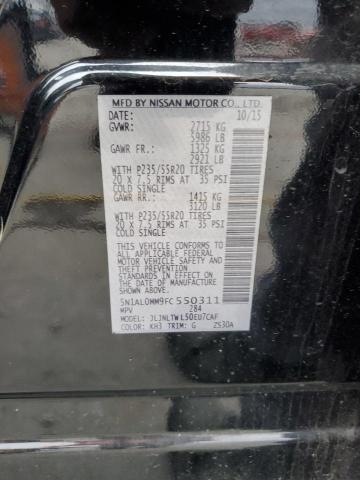 MFD BY NISSAN MOTOR CO., LTD.
DATE: 10/15
GVWR: 2715 KG
5986 LB
GAWR FR.: 1325 KG
2921 LB
WITH P235/55R20 TIRES
20 X 7.5 RIMS AT 35 PSI
COLD SINGLE
GAWR RR.: 1415 KG
3120 LB
WITH P235/55R20 TIRES
20 X 7.5 RIMS AT 35 PSI
COLD SINGLE
THIS VEHICLE CONFORMS TO ALL
APPLICABLE FEDERAL MOTOR
VEHICLE SAFETY AND BUMPER
STANDARDS IN EFFECT ON THE
DATE OF MANUFACTURE
SHOWN ABOVE.
5N1AL0MM9FC550311
MPV 284
MODEL: JLJNLTWL50EU7CAF
COLOR: KH3 TRIM: G ZS30A